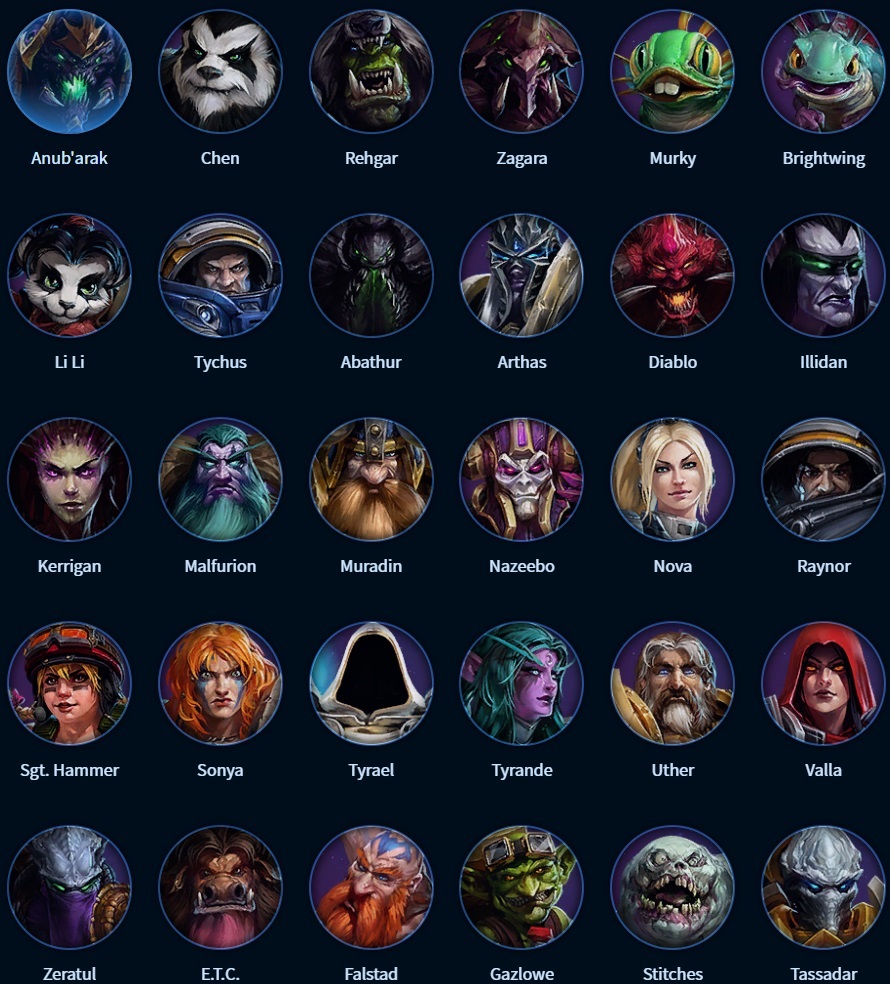 Anub'arak Chen Rehgar Zagara Murky Brightwing
Li Li Tychus Abathur Arthas Diablo Illidan
Kerrigan Malfurion Muradin Nazeebo Nova Raynor
Sgt. Hammer Sonya Tyrael Tyrande Uther Valla
Zeratul E.T.C. Falstad Gazlowe Stitches Tassadar